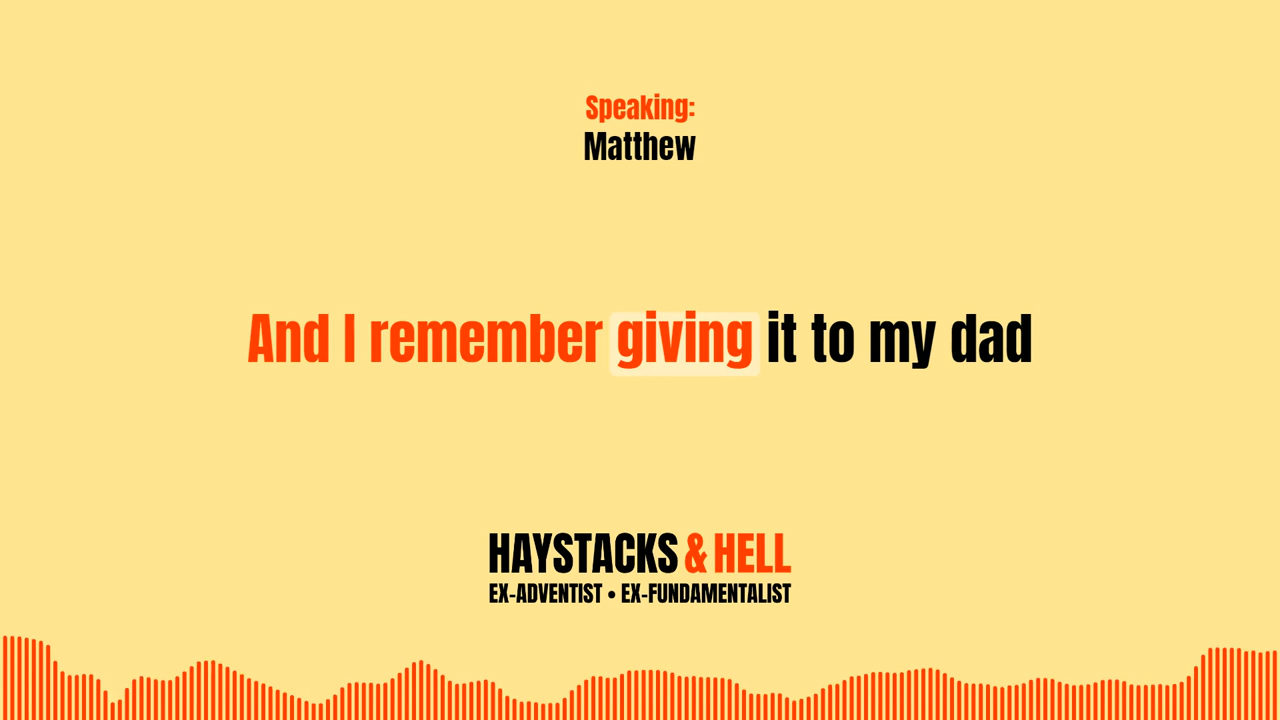 Speaking:
Matthew
And I remember giving it to my dad
HAYSTACKS & HELL
EX-ADVENTIST • EX-FUNDAMENTALIST